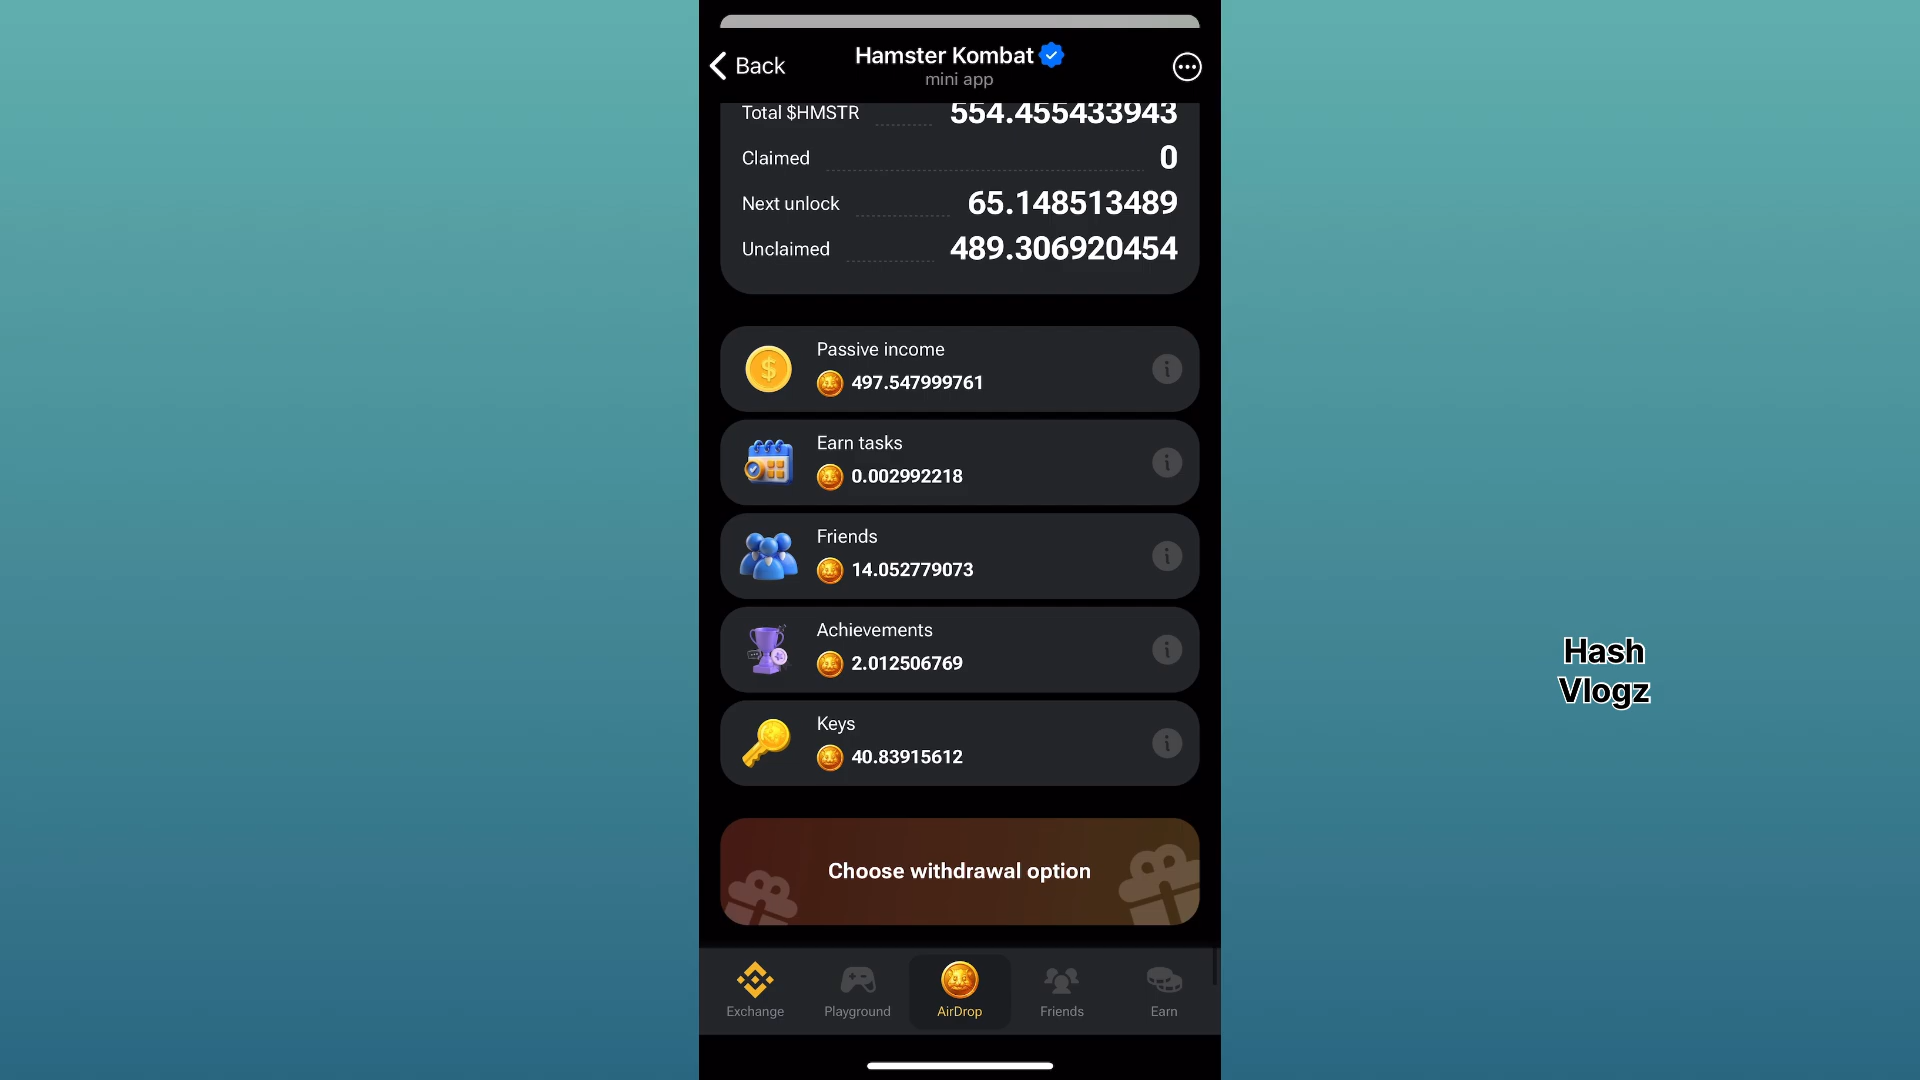 Back
Hamster Kombat
mini app
Total $HMSTR 554.455433943
Claimed 0
Next unlock 65.148513489
Unclaimed 489.306920454
Passive income
497.547999761
Earn tasks
0.002992218
Friends
14.052779073
Achievements
2.012506769
Keys
40.83915612
Choose withdrawal option
Exchange Playground AirDrop Friends Earn
Hash
Vlogz